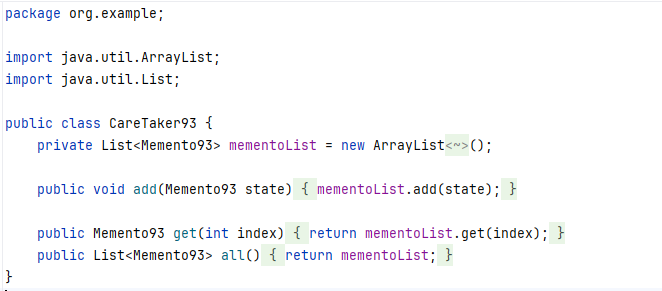 package org.example;
import java.util.ArrayList;
import java.util.List;
public class CareTaker93 {
    private List<Memento93> mementoList = new ArrayList<~>();
    public void add(Memento93 state) { mementoList.add(state); }
    public Memento93 get(int index) { return mementoList.get(index); }
    public List<Memento93> all() { return mementoList; }
}